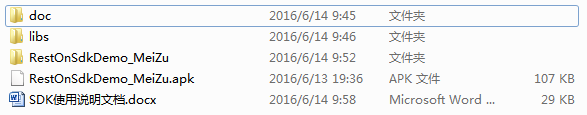 doc 2016/6/14 9:45 文件夹
libs 2016/6/14 9:46 文件夹
RestOnSdkDemo_MeiZu 2016/6/14 9:52 文件夹
RestOnSdkDemo_MeiZu.apk 2016/6/13 19:36 APK 文件 107 KB
SDK使用说明文档.docx 2016/6/14 9:58 Microsoft Word ... 29 KB